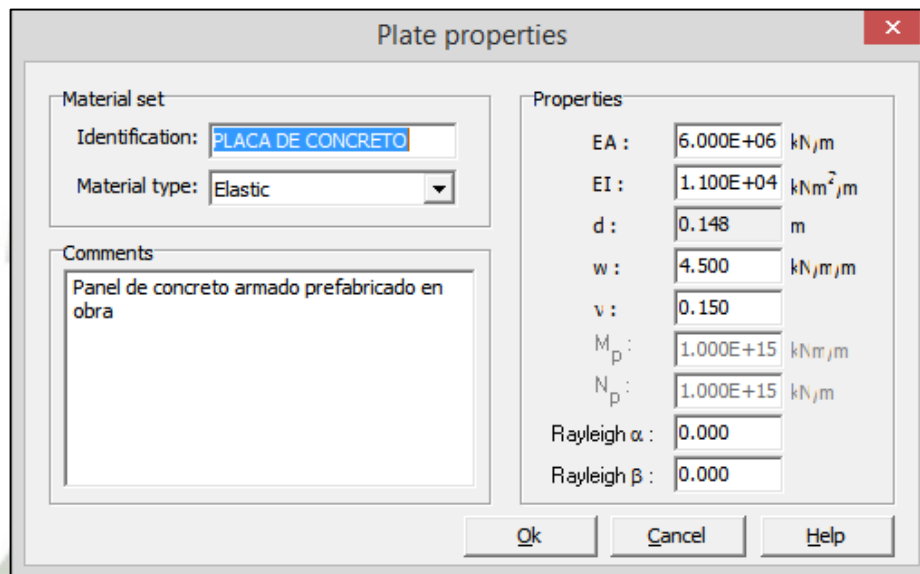 Plate properties
Material set
Identification: PLACA DE CONCRETO
Material type: Elastic
Comments
Panel de concreto armado prefabricado en
obra
Properties
EA : 6.000E+06 kN/m
EI : 1.100E+04 kNm²/m
d : 0.148 m
w : 4.500 kN/m/m
ν : 0.150
Mp : 1.000E+15 kNm/m
Np : 1.000E+15 kN/m
Rayleigh α : 0.000
Rayleigh β : 0.000
Ok Cancel Help